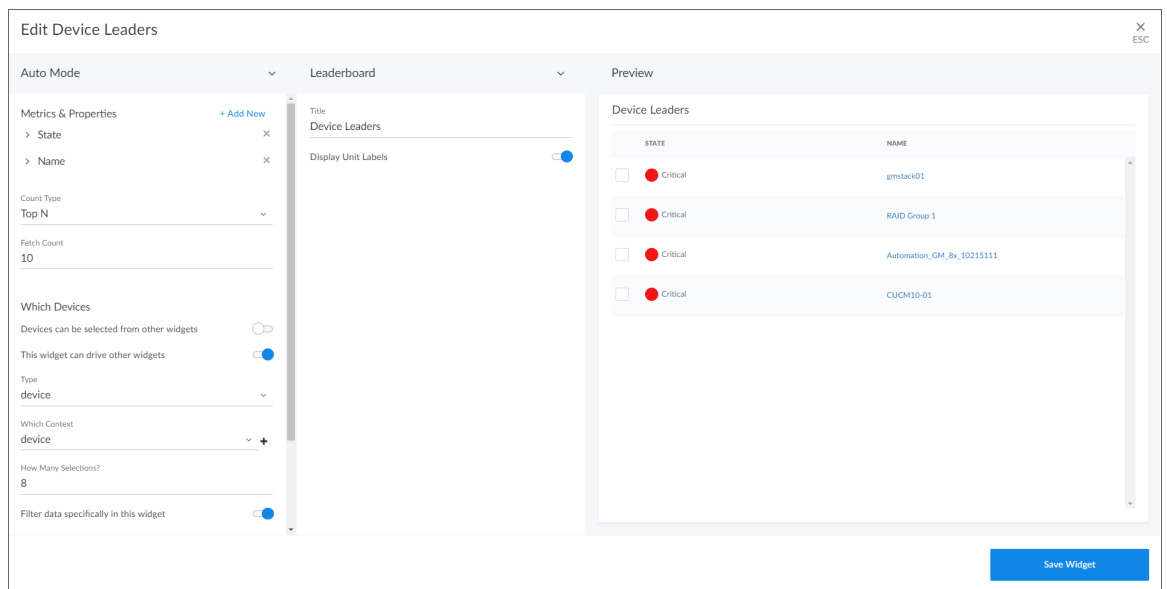 Edit Device Leaders
ESC
Auto Mode
Leaderboard
Preview
Metrics & Properties
+ Add New
State
Name
Count Type
Top N
Fetch Count
10
Which Devices
Devices can be selected from other widgets
This widget can drive other widgets
Type
device
Which Context
device
How Many Selections?
8
Filter data specifically in this widget
Title
Device Leaders
Display Unit Labels
Device Leaders
STATE NAME
Critical gmstack01
Critical RAID Group 1
Critical Automation_GM_8x_10215111
Critical CUCM10-01
Save Widget